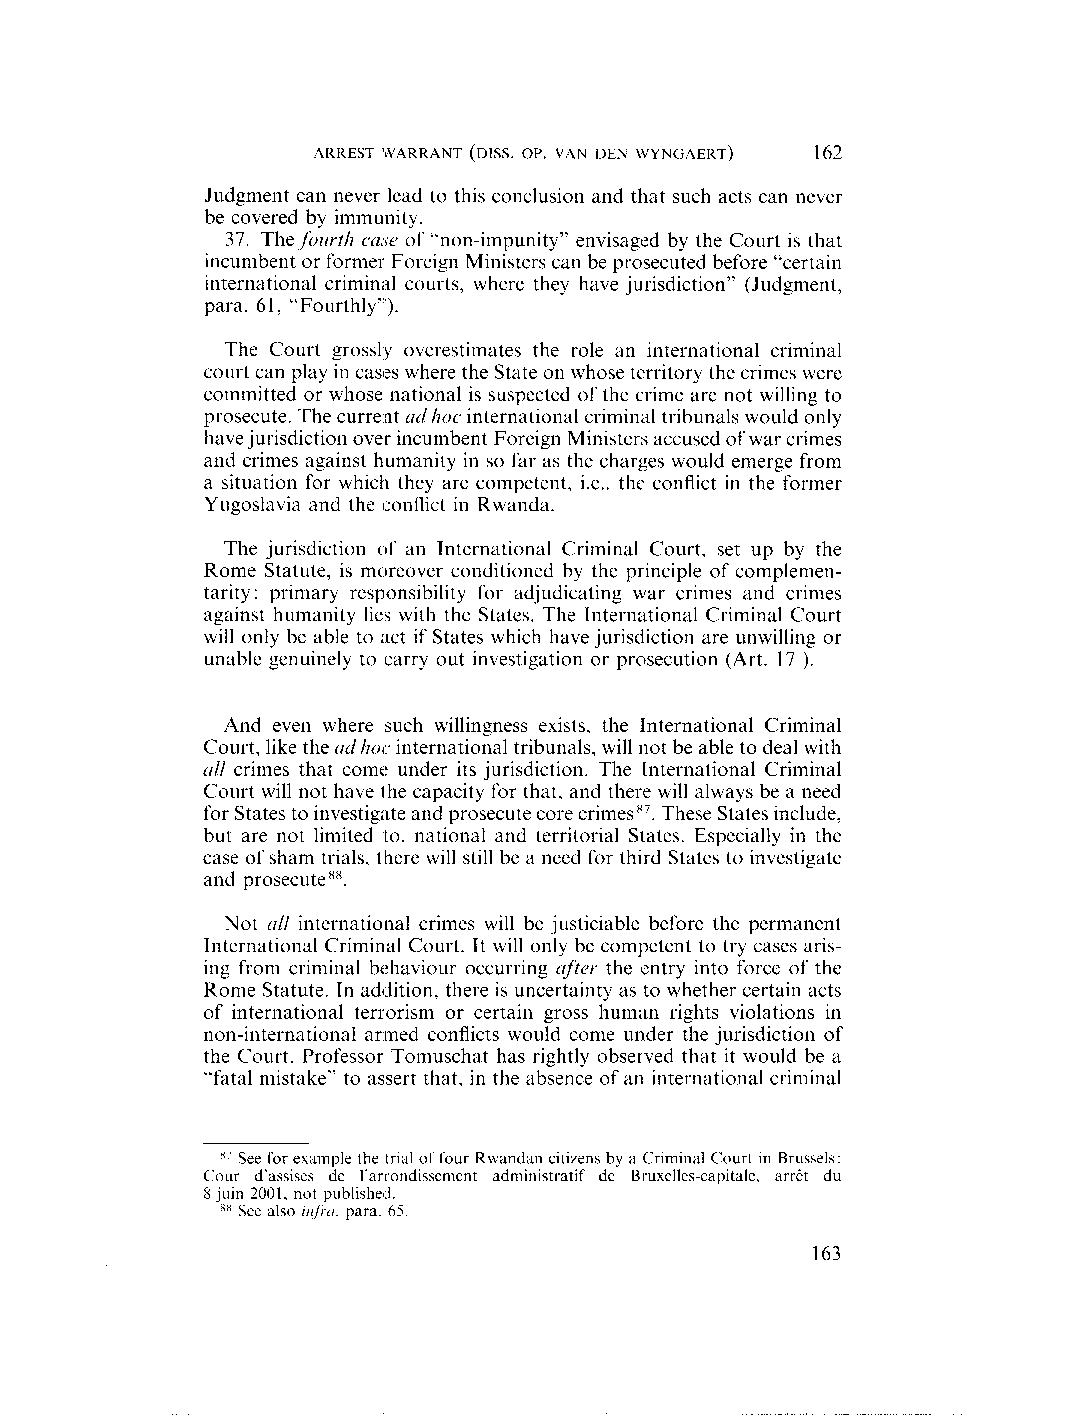 ARREST WARRANT (DISS. OP. VAN DEN WYNGAERT) 162
Judgment can never lead to this conclusion and that such acts can never
be covered by immunity.
37. The fourth case of "non-impunity" envisaged by the Court is that
incumbent or former Foreign Ministers can be prosecuted before "certain
international criminal courts, where they have jurisdiction" (Judgment,
para. 61, "Fourthly").
The Court grossly overestimates the role an international criminal
court can play in cases where the State on whose territory the crimes were
committed or whose national is suspected of the crime are not willing to
prosecute. The current ad hoc international criminal tribunals would only
have jurisdiction over incumbent Foreign Ministers accused of war crimes
and crimes against humanity in so far as the charges would emerge from
a situation for which they are competent, i.e., the conflict in the former
Yugoslavia and the conflict in Rwanda.
The jurisdiction of an International Criminal Court, set up by the
Rome Statute, is moreover conditioned by the principle of complemen-
tarity: primary responsibility for adjudicating war crimes and crimes
against humanity lies with the States. The International Criminal Court
will only be able to act if States which have jurisdiction are unwilling or
unable genuinely to carry out investigation or prosecution (Art. 17 ).
And even where such willingness exists, the International Criminal
Court, like the ad hoc international tribunals, will not be able to deal with
all crimes that come under its jurisdiction. The International Criminal
Court will not have the capacity for that, and there will always be a need
for States to investigate and prosecute core crimes 87. These States include,
but are not limited to, national and territorial States. Especially in the
case of sham trials, there will still be a need for third States to investigate
and prosecute 88.
Not all international crimes will be justiciable before the permanent
International Criminal Court. It will only be competent to try cases aris-
ing from criminal behaviour occurring after the entry into force of the
Rome Statute. In addition, there is uncertainty as to whether certain acts
of international terrorism or certain gross human rights violations in
non-international armed conflicts would come under the jurisdiction of
the Court. Professor Tomuschat has rightly observed that it would be a
"fatal mistake" to assert that, in the absence of an international criminal
87 See for example the trial of four Rwandan citizens by a Criminal Court in Brussels:
Cour d'assises de l'arrondissement administratif de Bruxelles-capitale, arrêt du
8 juin 2001, not published.
88 See also infra, para. 65.
163